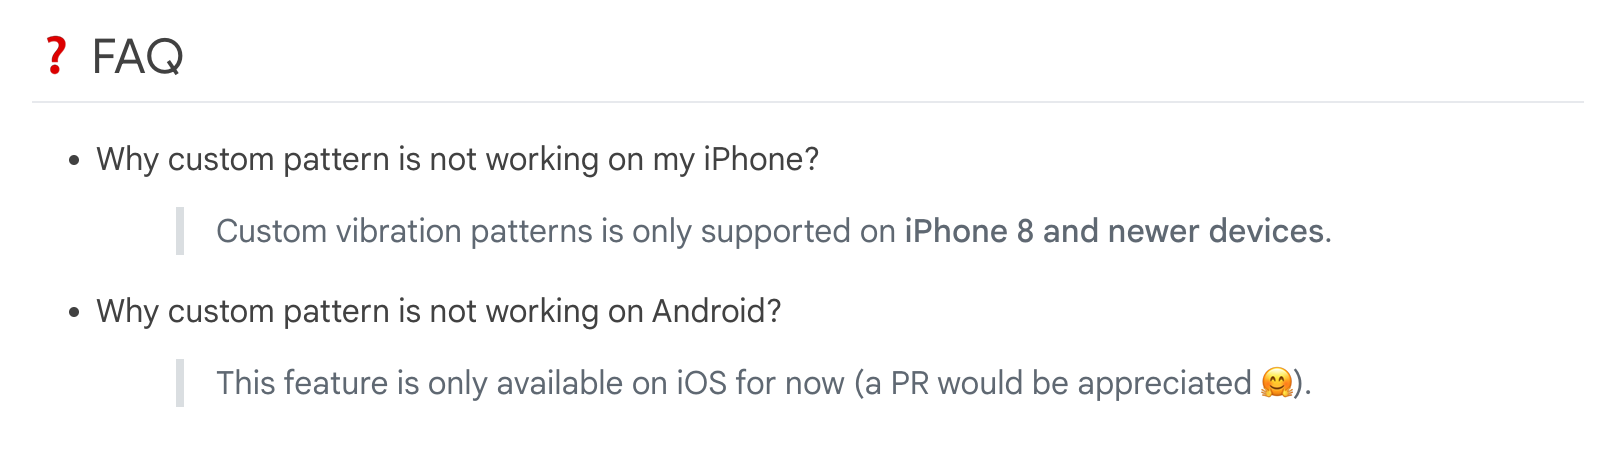 ❓ FAQ
• Why custom pattern is not working on my iPhone?
Custom vibration patterns is only supported on iPhone 8 and newer devices.
• Why custom pattern is not working on Android?
This feature is only available on iOS for now (a PR would be appreciated 🤗).